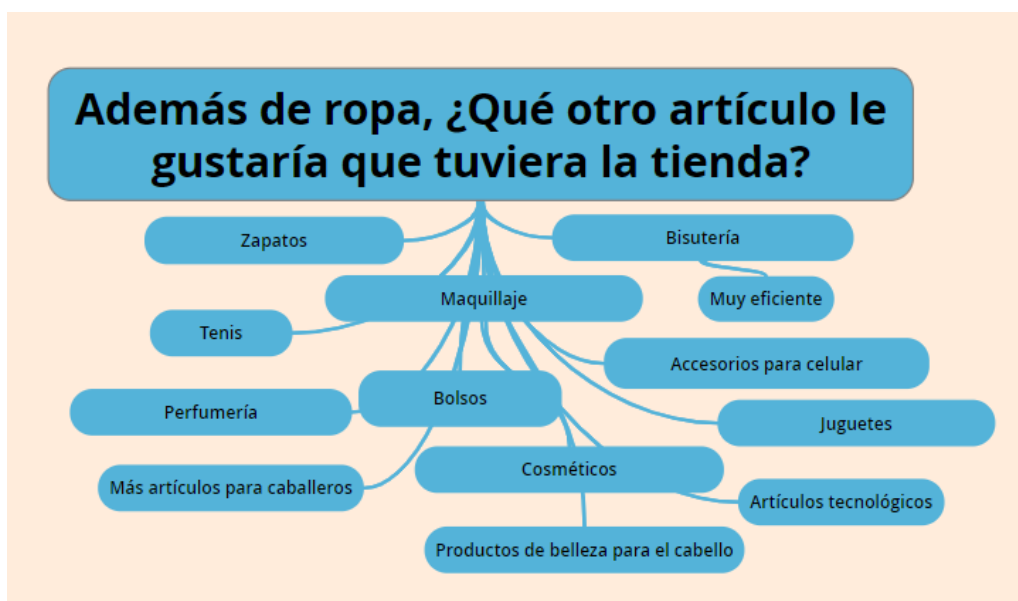 Además de ropa, ¿Qué otro artículo le
gustaría que tuviera la tienda?
Zapatos
Bisutería
Maquillaje
Muy eficiente
Tenis
Accesorios para celular
Bolsos
Perfumería
Juguetes
Cosméticos
Más artículos para caballeros
Artículos tecnológicos
Productos de belleza para el cabello